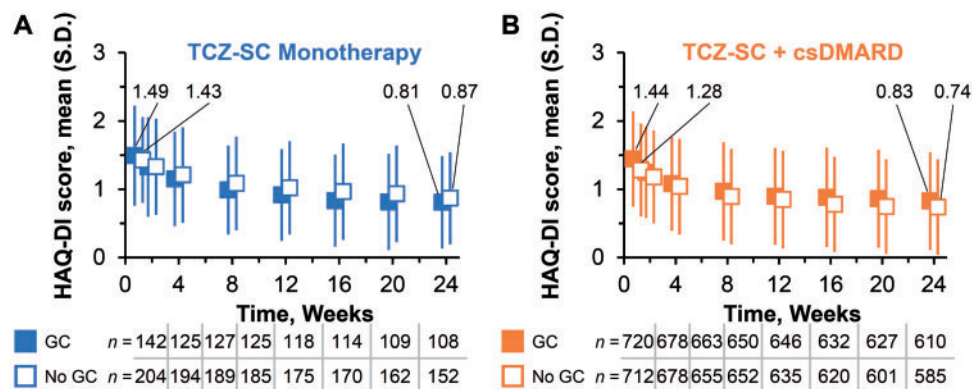 A
TCZ-SC Monotherapy
HAQ-DI score, mean (S.D.)
3
2
1
0
1.49
1.43
0.81
0.87
0 4 8 12 16 20 24
Time, Weeks
GC n = 142 125 127 125 118 114 109 108
No GC n = 204 194 189 185 175 170 162 152
B
TCZ-SC + csDMARD
HAQ-DI score, mean (S.D.)
3
2
1
0
1.44
1.28
0.83
0.74
0 4 8 12 16 20 24
Time, Weeks
GC n = 720 678 663 650 646 632 627 610
No GC n = 712 678 655 652 635 620 601 585